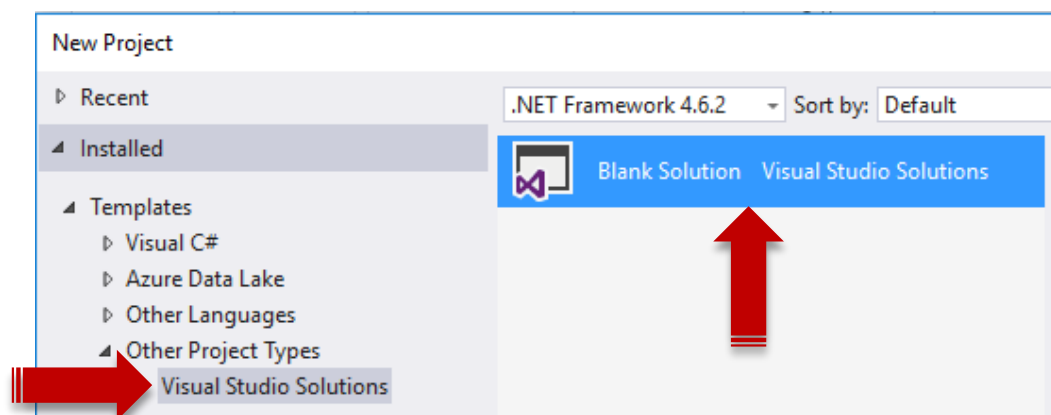 New Project
Recent
Installed
Templates
Visual C#
Azure Data Lake
Other Languages
Other Project Types
Visual Studio Solutions
.NET Framework 4.6.2 Sort by: Default
Blank Solution Visual Studio Solutions